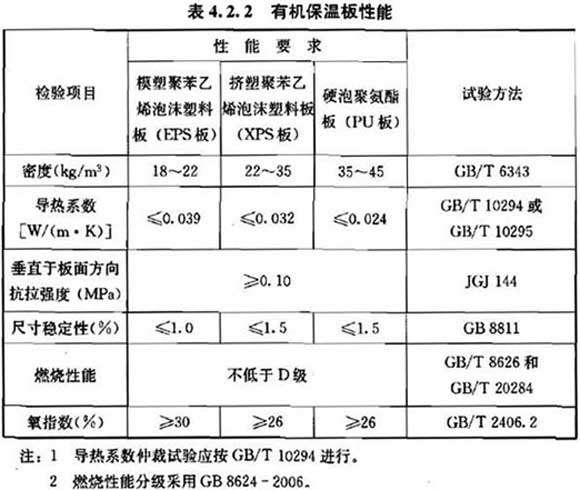 表 4.2.2 有机保温板性能
检验项目
性 能 要 求
试验方法
模塑聚苯乙
烯泡沫塑料
板(EPS板)
挤塑聚苯乙
烯泡沫塑料板
(XPS板)
硬泡聚氨酯
板(PU板)
密度(kg/m³) 18~22 22~35 35~45 GB/T 6343
导热系数
[W/(m·K)]
≤0.039 ≤0.032 ≤0.024
GB/T 10294 或
GB/T 10295
垂直于板面方向
抗拉强度(MPa)
≥0.10 JGJ 144
尺寸稳定性(%) ≤1.0 ≤1.5 ≤1.5 GB 8811
燃烧性能 不低于 D 级
GB/T 8626 和
GB/T 20284
氧指数(%) ≥30 ≥26 ≥26 GB/T 2406.2
注:1 导热系数仲裁试验应按 GB/T 10294 进行。
2 燃烧性能分级采用 GB 8624-2006。